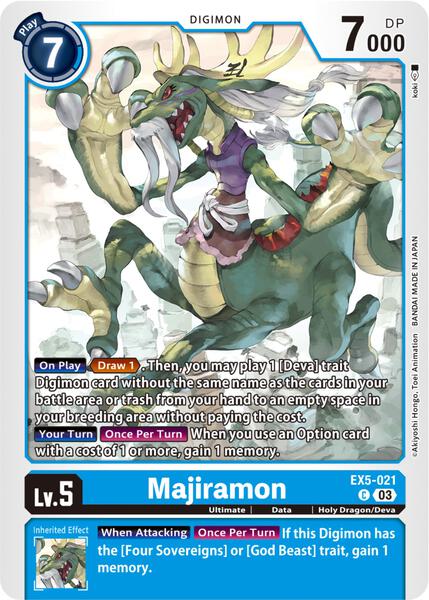 Play
7
DIGIMON
7000
DP
koki
On Play Draw 1 . Then, you may play 1 [Deva] trait
Digimon card without the same name as the cards in your
battle area or trash from your hand to an empty space in
your breeding area without paying the cost.
Your Turn Once Per Turn When you use an Option card
with a cost of 1 or more, gain 1 memory.
©Akiyoshi Hongo, Toei Animation BANDAI MADE IN JAPAN
Lv.5
Majiramon
EX5-021
C 03
Ultimate | Data | Holy Dragon/Deva
Inherited Effect
When Attacking Once Per Turn If this Digimon has
the [Four Sovereigns] or [God Beast] trait, gain 1
memory.